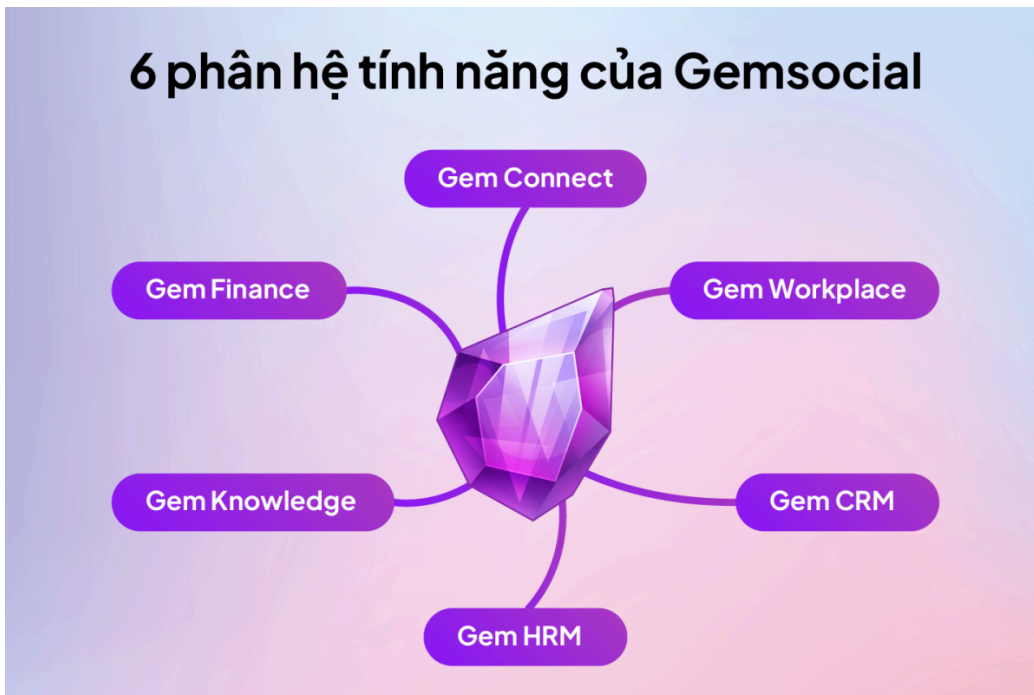 6 phân hệ tính năng của Gemsocial
Gem Connect
Gem Finance
Gem Workplace
Gem Knowledge
Gem CRM
Gem HRM